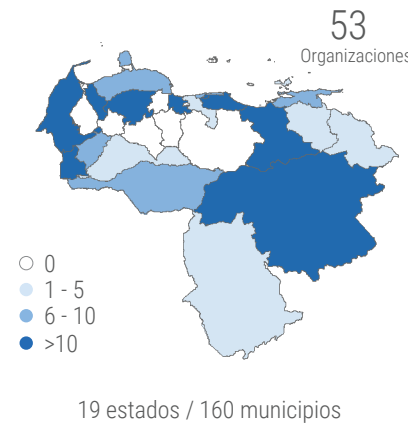 53
Organizaciones
0
1 - 5
6 - 10
>10
19 estados / 160 municipios